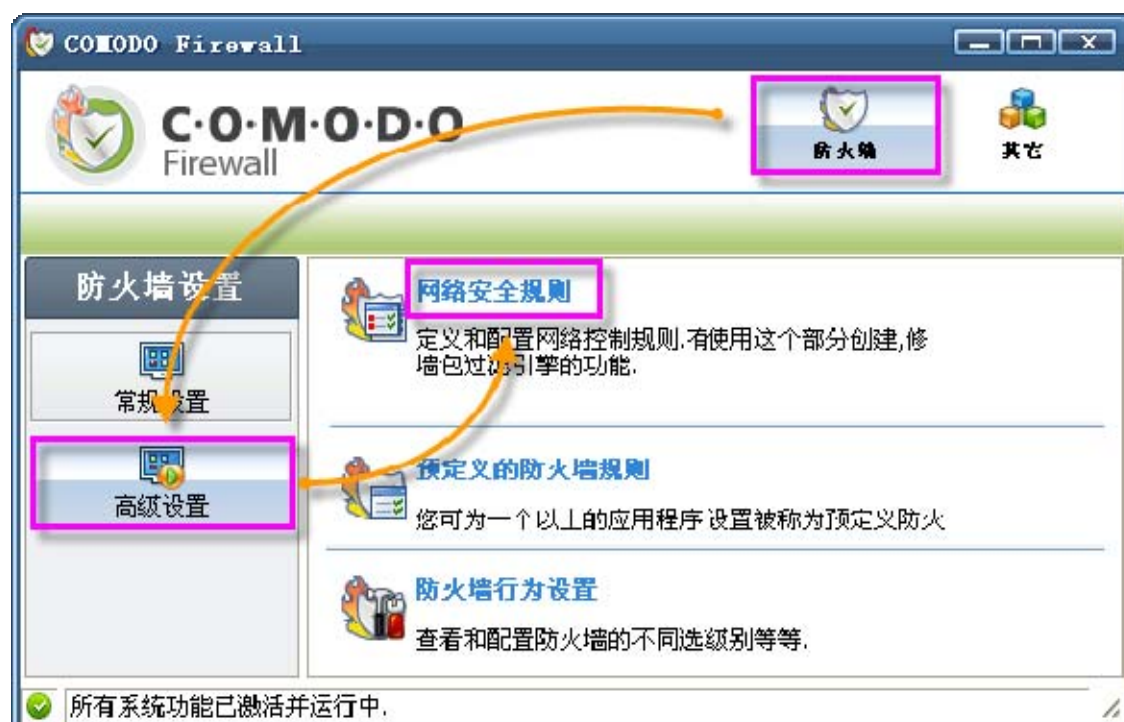 COMODO Firewall
C·O·M·O·D·O
Firewall
防火墙
其它
防火墙设置
常规设置
高级设置
网络安全规则
定义和配置网络控制规则.有使用这个部分创建,修
墙包过滤引擎的功能.
预定义的防火墙规则
您可为一个以上的应用程序设置被称为预定义防火
防火墙行为设置
查看和配置防火墙的不同选级别等等.
所有系统功能已激活并运行中.